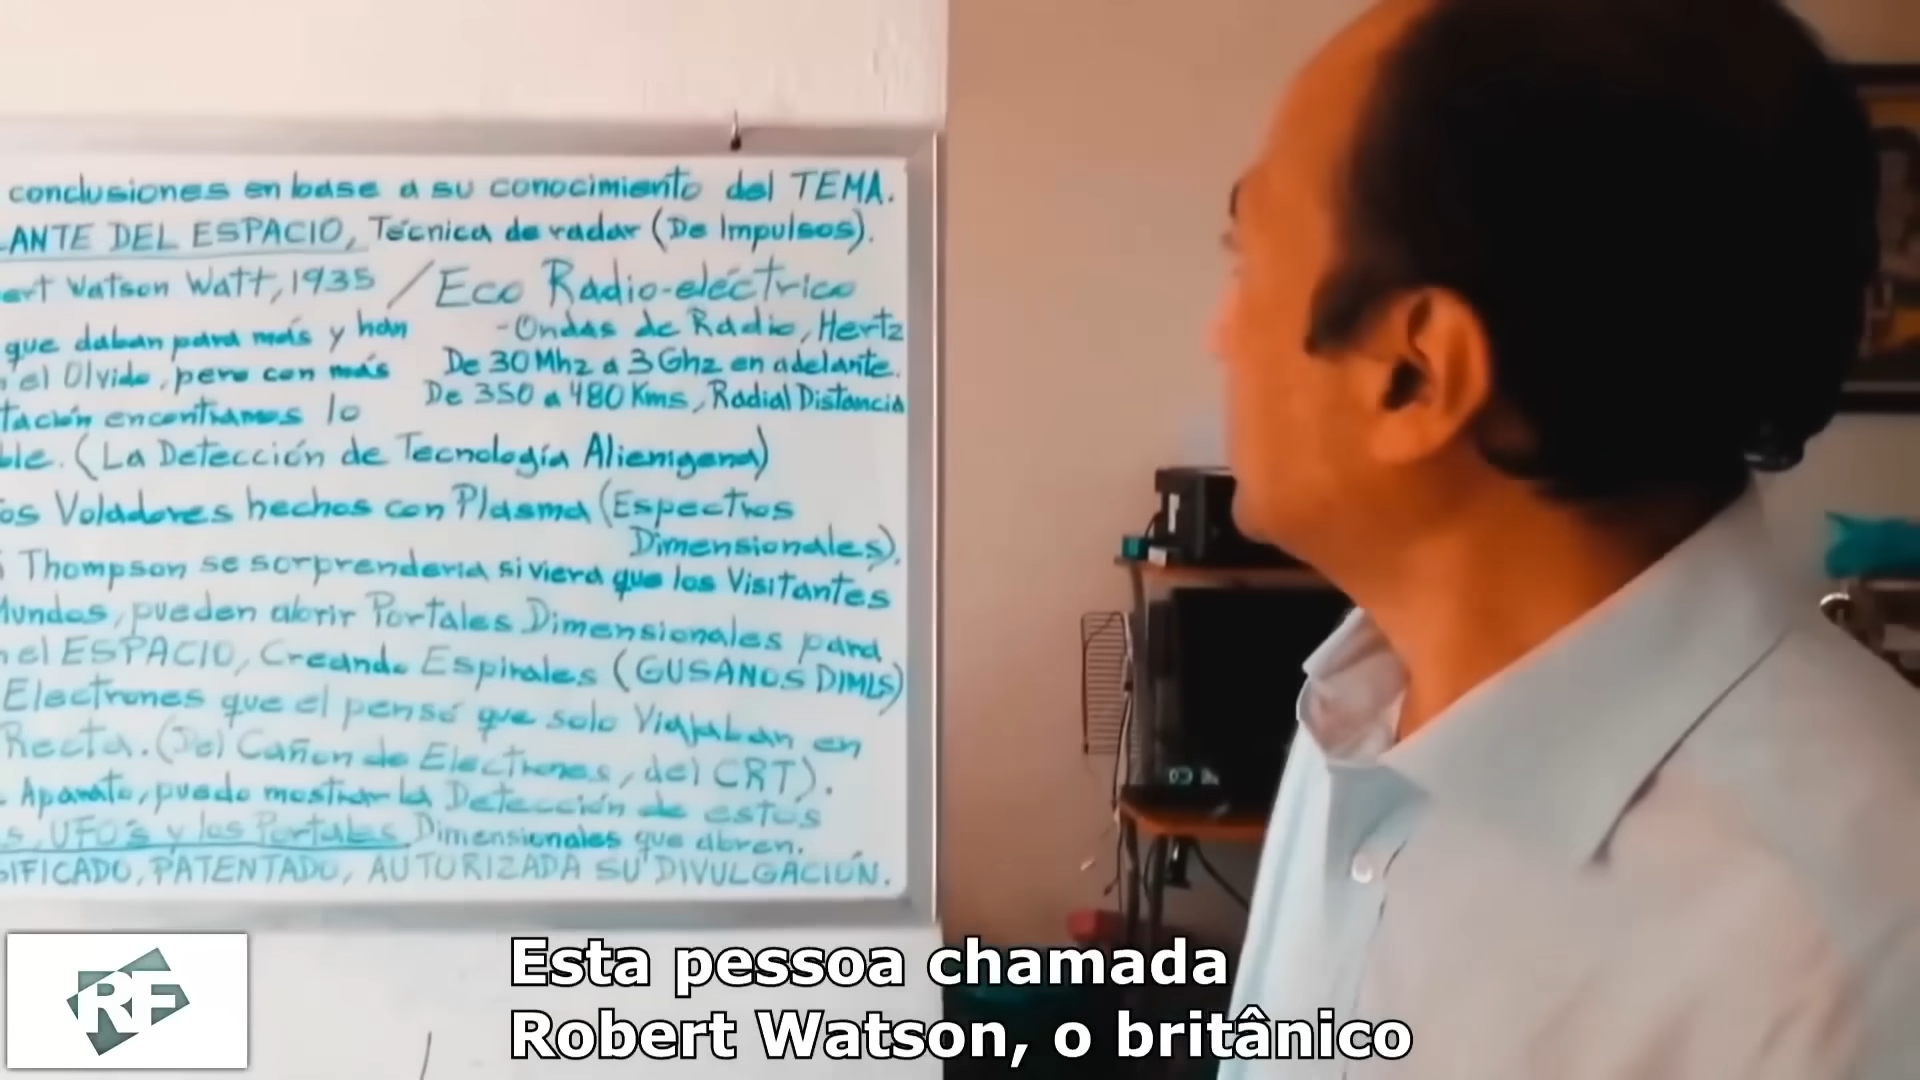 conclusiones en base a su conocimiento del TEMA.
LANTE DEL ESPACIO, Técnica de radar (De Impulsos).
ert Watson Watt, 1935 / Eco Radio-eléctrico
que daban para más y han
-Ondas de Radio, Hertz
el Olvido, pero con más
De 30 Mhz a 3 Ghz en adelante.
tación encontramos lo
De 350 a 480 Kms, Radial Distancia
ble. (La Detección de Tecnología Alienigena)
os Voladores hechos con Plasma (Espectros
Dimensionales).
Thompson se sorprenderia si viera que los Visitantes
Mundos, pueden abrir Portales Dimensionales para
el ESPACIO, Creando Espirales (GUSANOS DIMLS)
Electrones que el pensó que solo Viajaban en
Recta. (Del Cañon de Electrones, del CRT).
Aparato, puede mostrar la Detección de estos
s, UFO's y los Portales Dimensionales que abren.
SIFICADO, PATENTADO, AUTORIZADA SU DIVULGACIÓN.
RF
Esta pessoa chamada
Robert Watson, o britânico